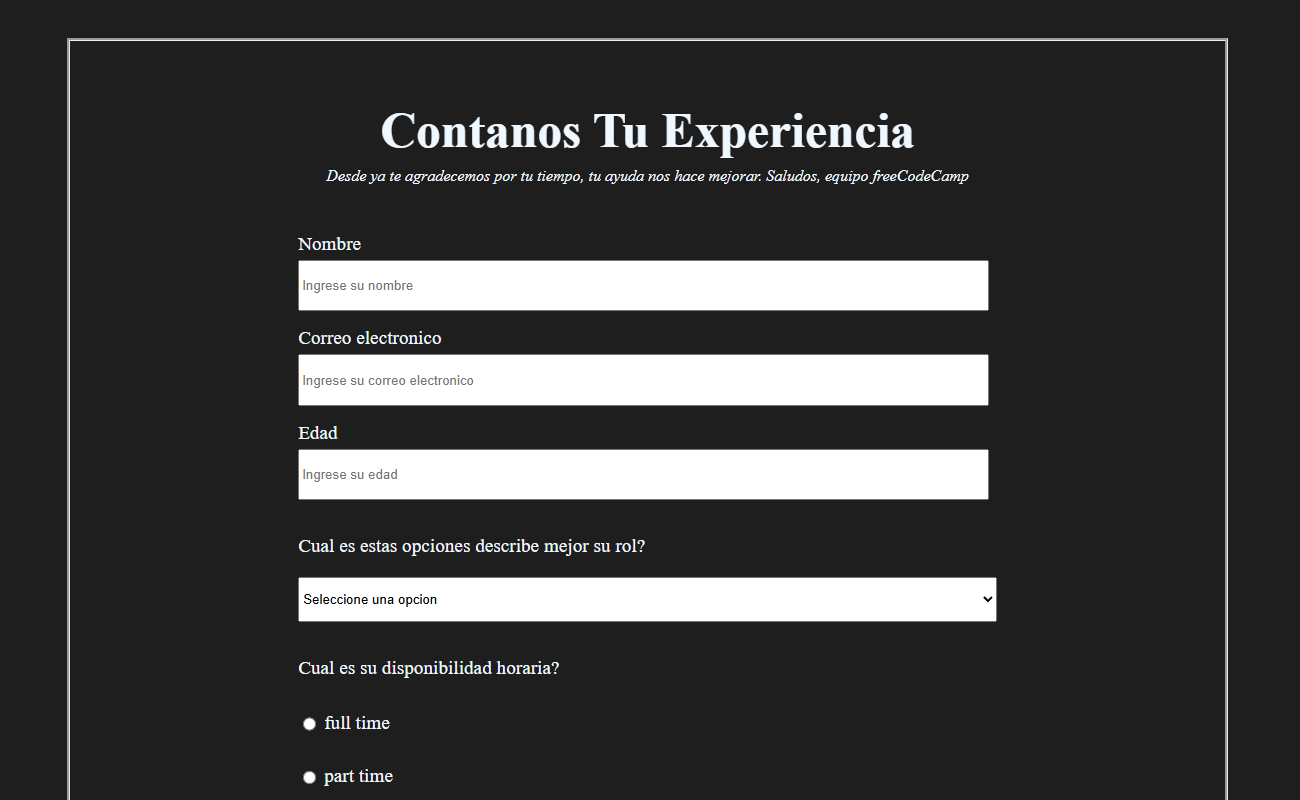 Contanos Tu Experiencia
Desde ya te agradecemos por tu tiempo, tu ayuda nos hace mejorar. Saludos, equipo freeCodeCamp
Nombre
Ingrese su nombre
Correo electronico
Ingrese su correo electronico
Edad
Ingrese su edad
Cual es estas opciones describe mejor su rol?
Seleccione una opcion
Cual es su disponibilidad horaria?
full time
part time